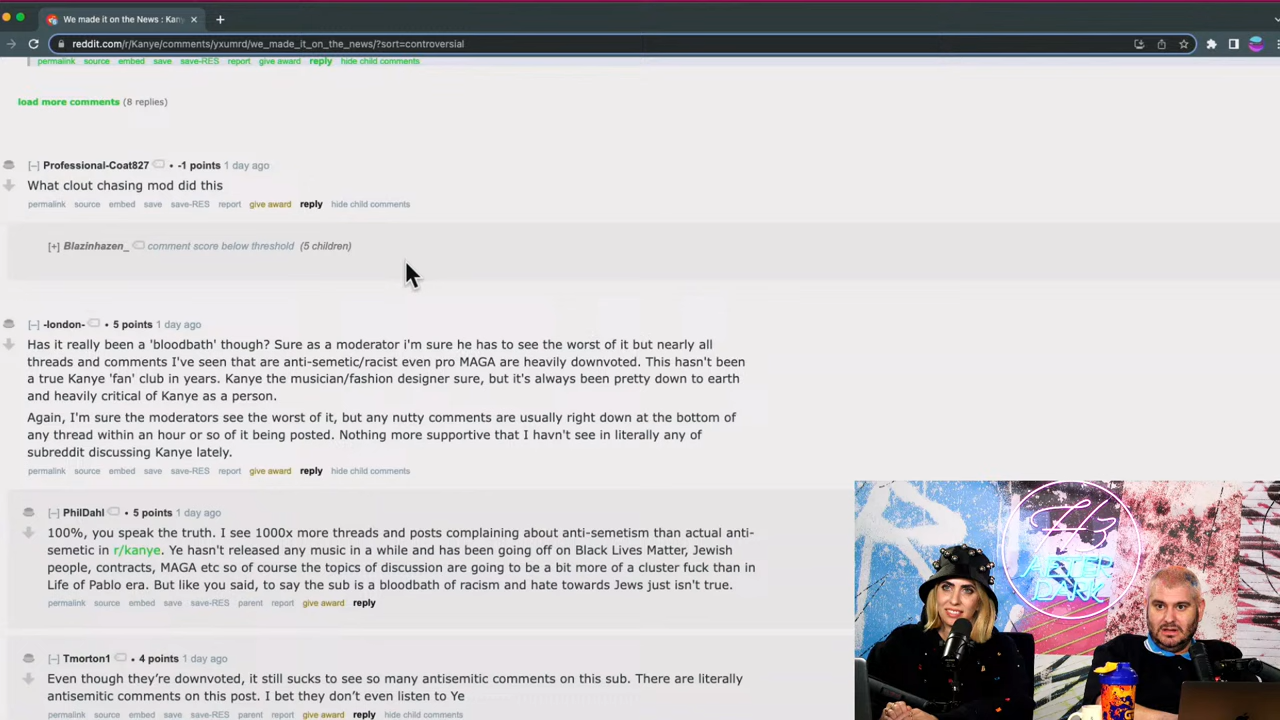 We made it on the News : Kany
reddit.com/r/Kanye/comments/yxumrd/we_made_it_on_the_news/?sort=controversial
permalink source embed save save-RES report give award reply hide child comments
load more comments (8 replies)
[–] Professional-Coat827 • -1 points 1 day ago
What clout chasing mod did this
permalink source embed save save-RES report give award reply hide child comments
[+] Blazinhazen_ comment score below threshold (5 children)
[–] -london- • 5 points 1 day ago
Has it really been a 'bloodbath' though? Sure as a moderator i'm sure he has to see the worst of it but nearly all
threads and comments I've seen that are anti-semetic/racist even pro MAGA are heavily downvoted. This hasn't been
a true Kanye 'fan' club in years. Kanye the musician/fashion designer sure, but it's always been pretty down to earth
and heavily critical of Kanye as a person.
Again, I'm sure the moderators see the worst of it, but any nutty comments are usually right down at the bottom of
any thread within an hour or so of it being posted. Nothing more supportive that I havn't see in literally any of
subreddit discussing Kanye lately.
permalink source embed save save-RES report give award reply hide child comments
[–] PhilDahl • 5 points 1 day ago
100%, you speak the truth. I see 1000x more threads and posts complaining about anti-semetism than actual anti-
semetic in r/kanye. Ye hasn't released any music in a while and has been going off on Black Lives Matter, Jewish
people, contracts, MAGA etc so of course the topics of discussion are going to be a bit more of a cluster fuck than in
Life of Pablo era. But like you said, to say the sub is a bloodbath of racism and hate towards Jews just isn't true.
permalink source embed save save-RES parent report give award reply
[–] Tmorton1 • 4 points 1 day ago
Even though they're downvoted, it still sucks to see so many antisemetic comments on this sub. There are literally
antisemetic comments on this post. I bet they don't even listen to Ye
permalink source embed save save-RES parent report give award reply hide child comments
H3
AFTER
DARK